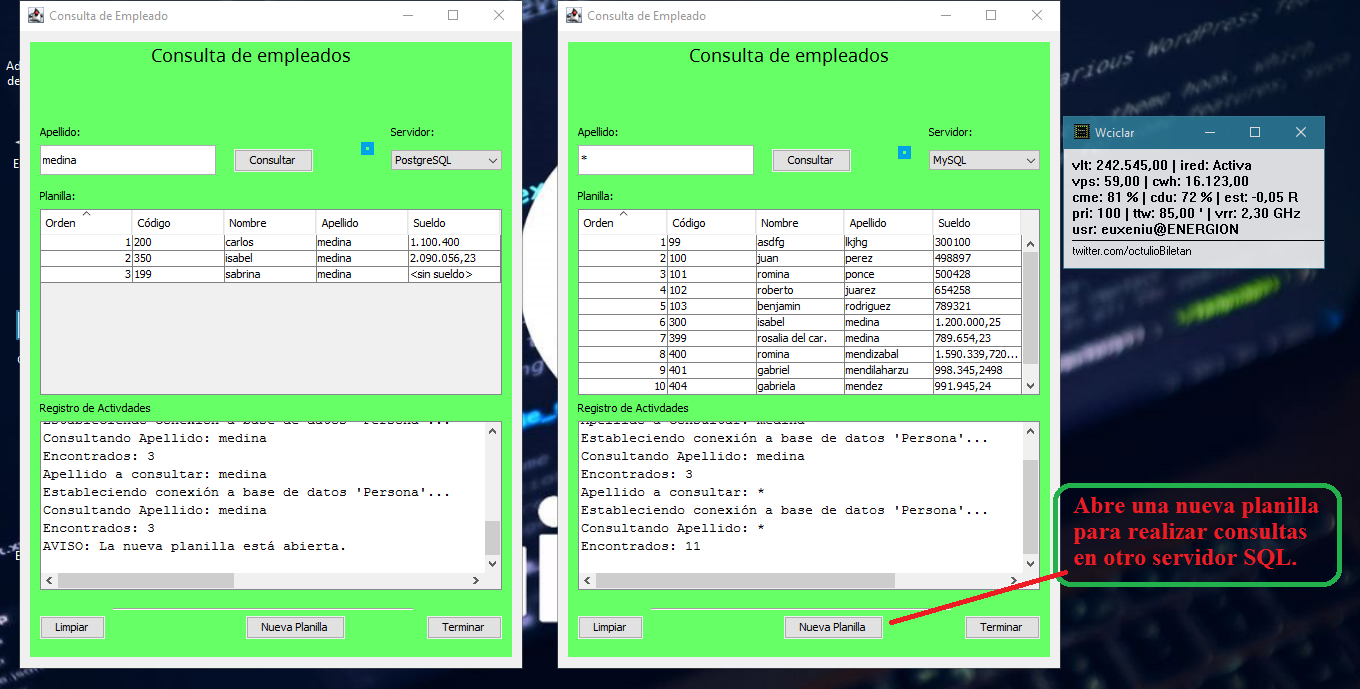 Consulta de Empleado
Consulta de empleados
Apellido:
Servidor:
medina
Consultar
PostgreSQL
Planilla:
Orden Código Nombre Apellido Sueldo
1 200 carlos medina 1.100.400
2 350 isabel medina 2.090.056,23
3 199 sabrina medina <sin sueldo>
Registro de Activdades
Estableciendo conexión a base de datos 'Persona'...
Consultando Apellido: medina
Encontrados: 3
Apellido a consultar: medina
Estableciendo conexión a base de datos 'Persona'...
Consultando Apellido: medina
Encontrados: 3
AVISO: La nueva planilla está abierta.
Limpiar
Nueva Planilla
Terminar
Consulta de Empleado
Consulta de empleados
Apellido:
Servidor:
*
Consultar
MySQL
Planilla:
Orden Código Nombre Apellido Sueldo
1 99 asdfg lkjhg 300100
2 100 juan perez 498897
3 101 romina ponce 500428
4 102 roberto juarez 654258
5 103 benjamin rodriguez 789321
6 300 isabel medina 1.200.000,25
7 399 rosalia del car. medina 789.654,23
8 400 romina mendizabal 1.590.339,720...
9 401 gabriel mendilaharzu 998.345,2498
10 404 gabriela mendez 991.945,24
Registro de Activdades
Apellido a consultar: medina
Estableciendo conexión a base de datos 'Persona'...
Consultando Apellido: medina
Encontrados: 3
Apellido a consultar: *
Estableciendo conexión a base de datos 'Persona'...
Consultando Apellido: *
Encontrados: 11
Limpiar
Nueva Planilla
Terminar
Wciclar
vlt: 242.545,00 | ired: Activa
vps: 59,00 | cwh: 16.123,00
cme: 81 % | cdu: 72 % | est: -0,05 R
pri: 100 | ttw: 85,00 ' | vrr: 2,30 GHz
usr: euxeniu@ENERGION
twitter.com/octulioBiletan
Abre una nueva planilla
para realizar consultas
en otro servidor SQL.